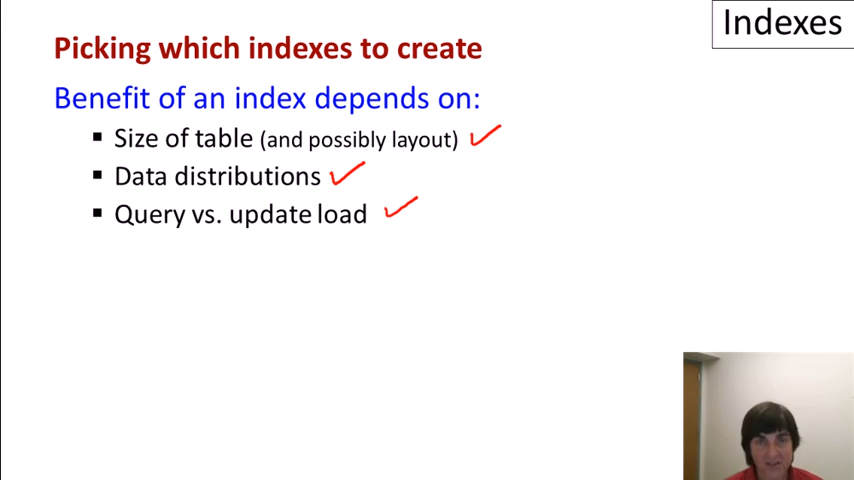 Indexes
Picking which indexes to create
Benefit of an index depends on:
▪ Size of table (and possibly layout)
▪ Data distributions
▪ Query vs. update load